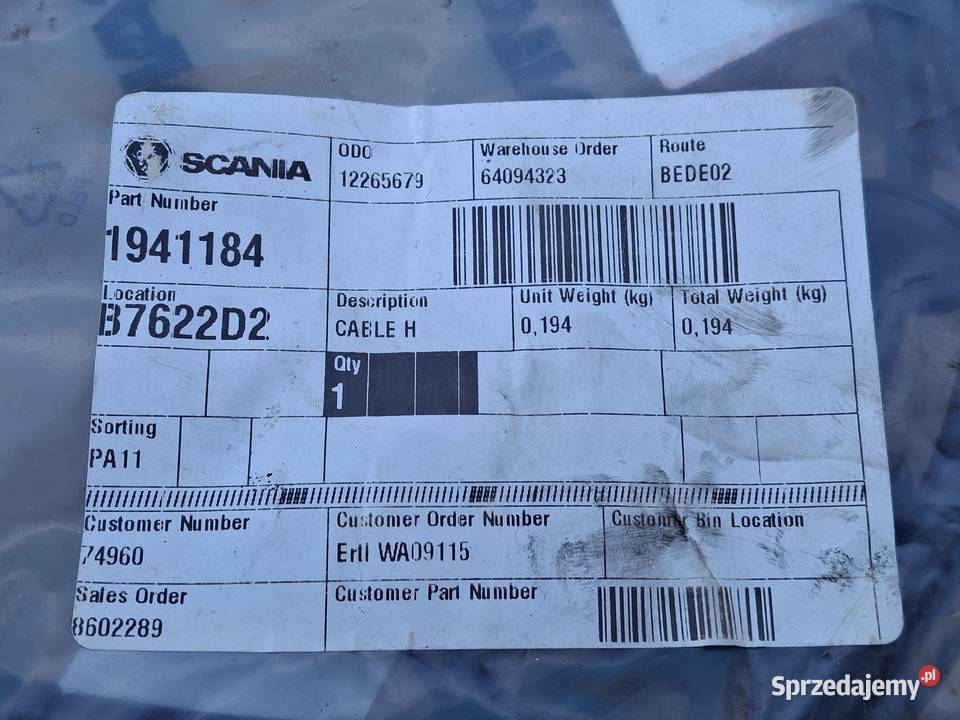 SCANIA
ODO
12265679
Warehouse Order
64094323
Route
BEDE02
Part Number
1941184
Location
B7622D2
Description
CABLE H
Unit Weight (kg)
0,194
Total Weight (kg)
0,194
Qty
1
Sorting
PA11
Customer Number
74960
Customer Order Number
Ertl WA09115
Customer Bin Location
Sales Order
8602289
Customer Part Number
Sprzedajemy.pl